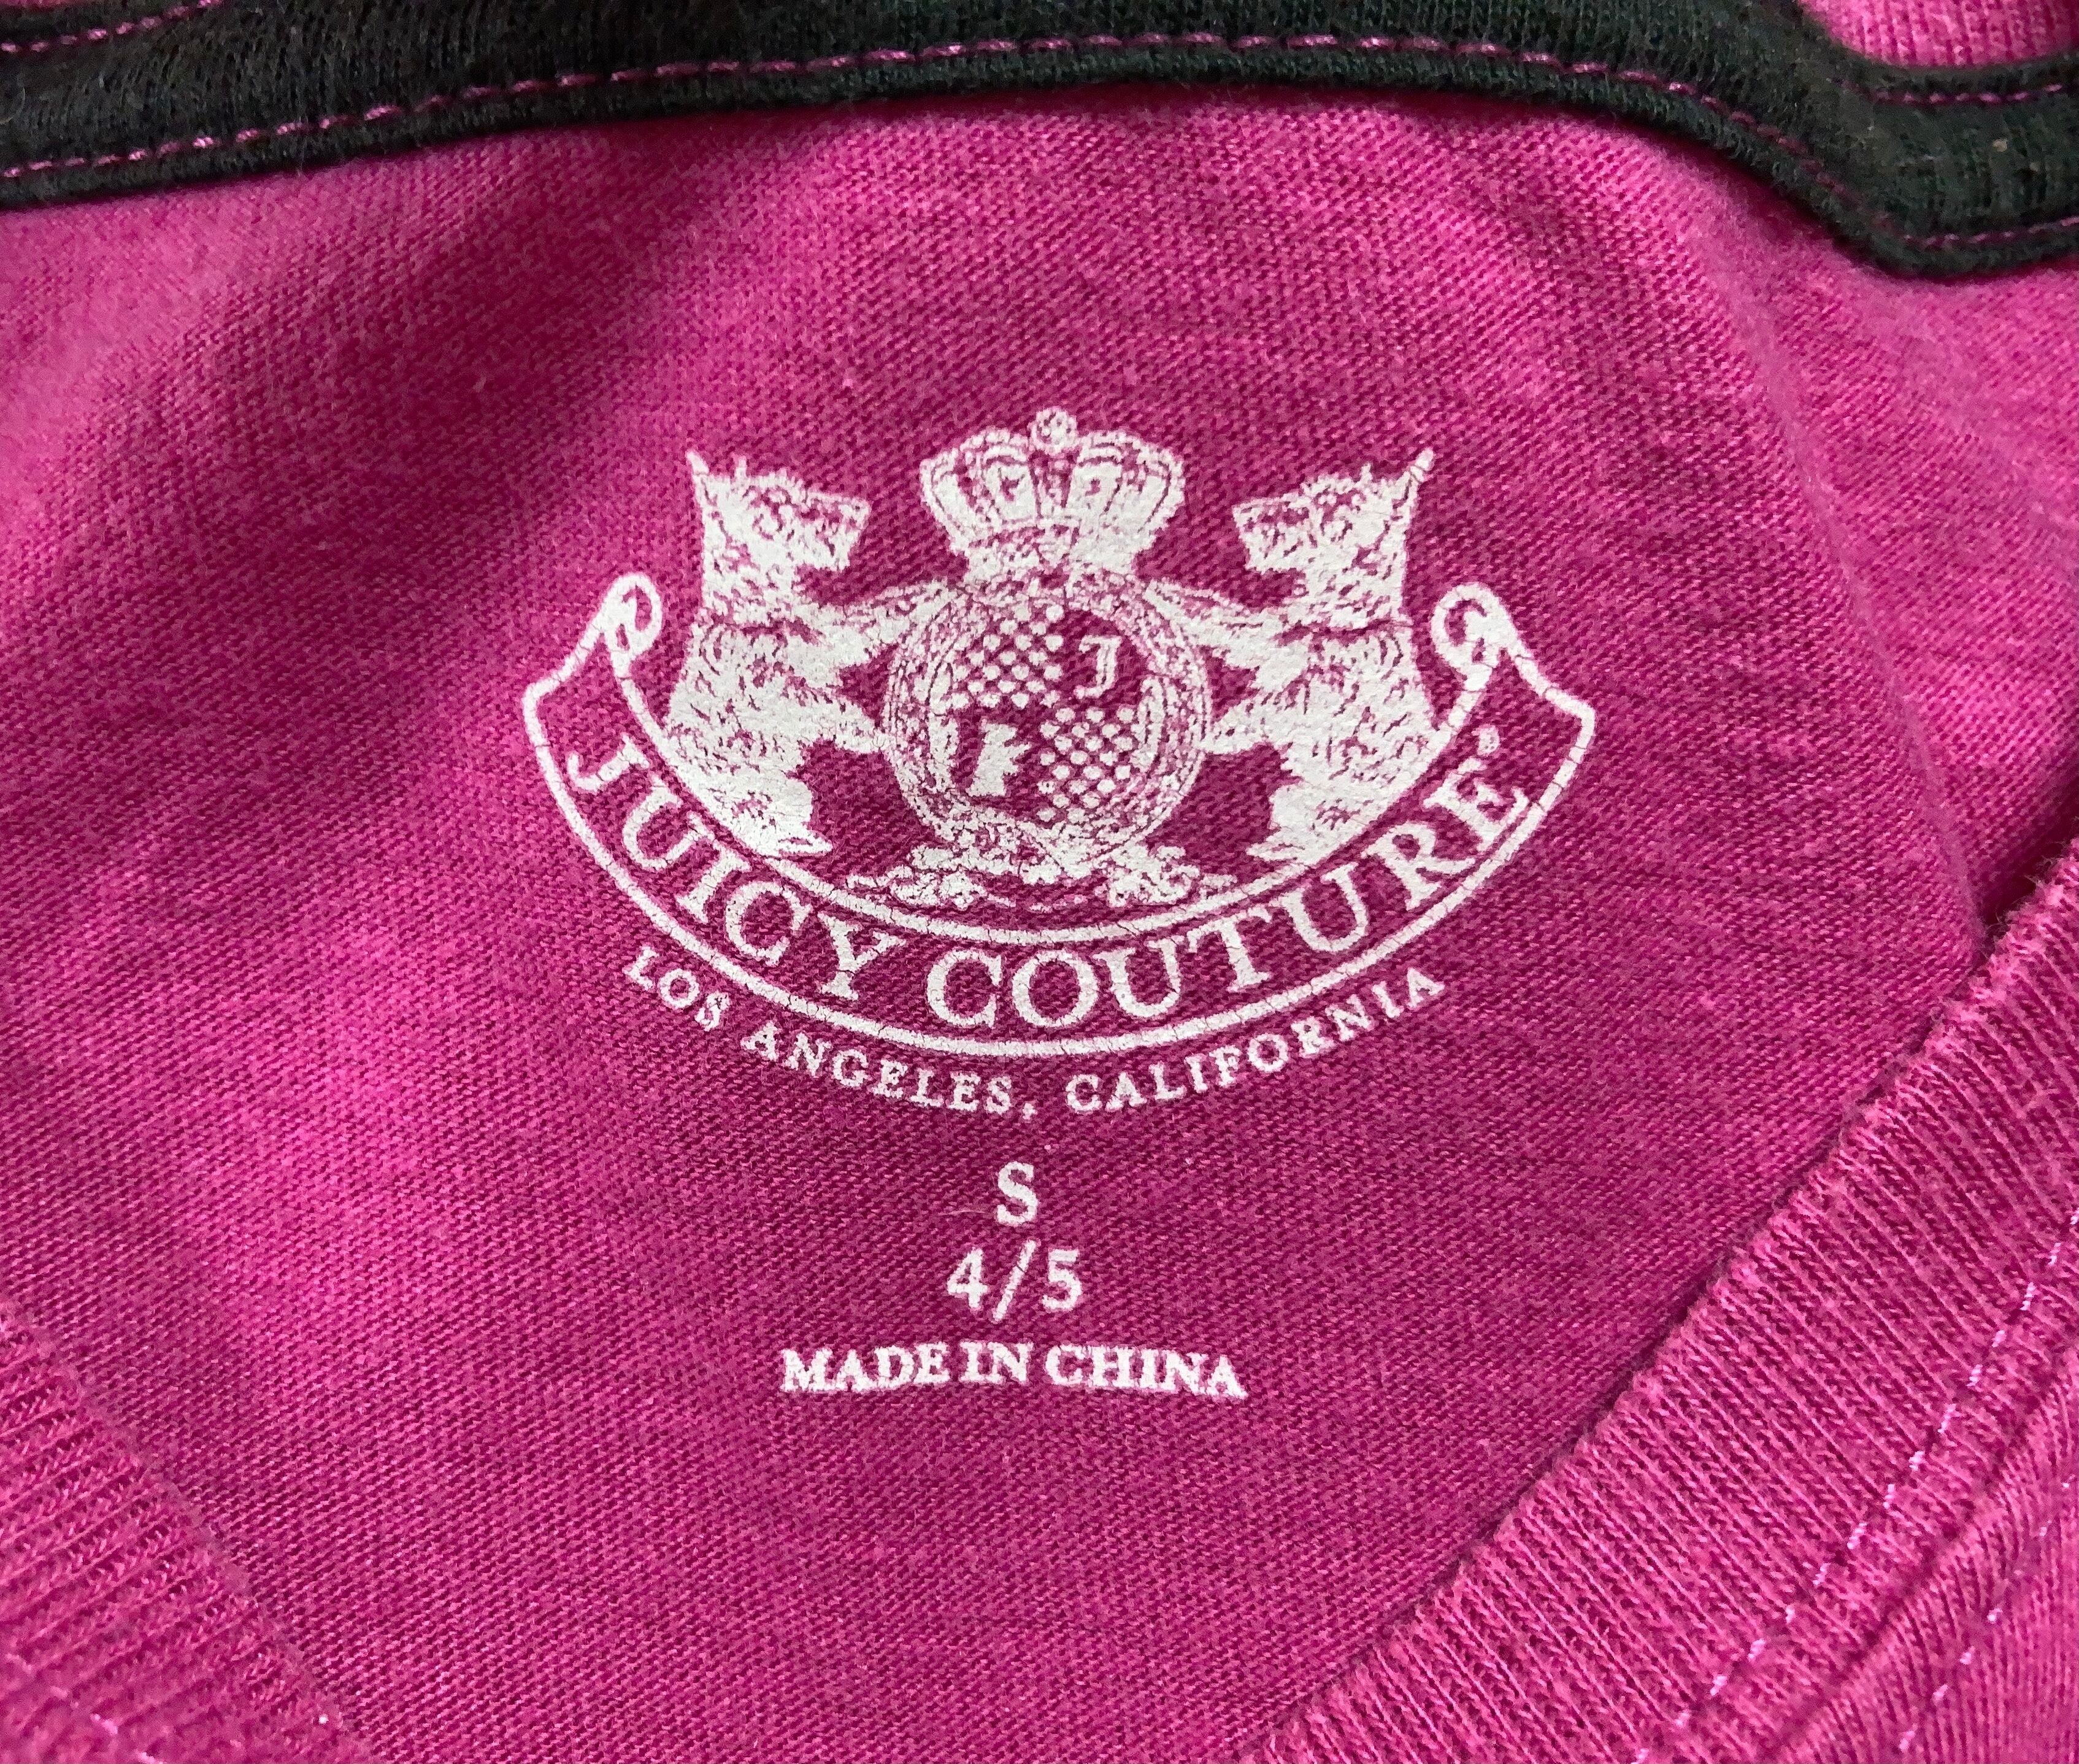 J
JUICY COUTURE
LOS ANGELES, CALIFORNIA
S
4/5
MADE IN CHINA